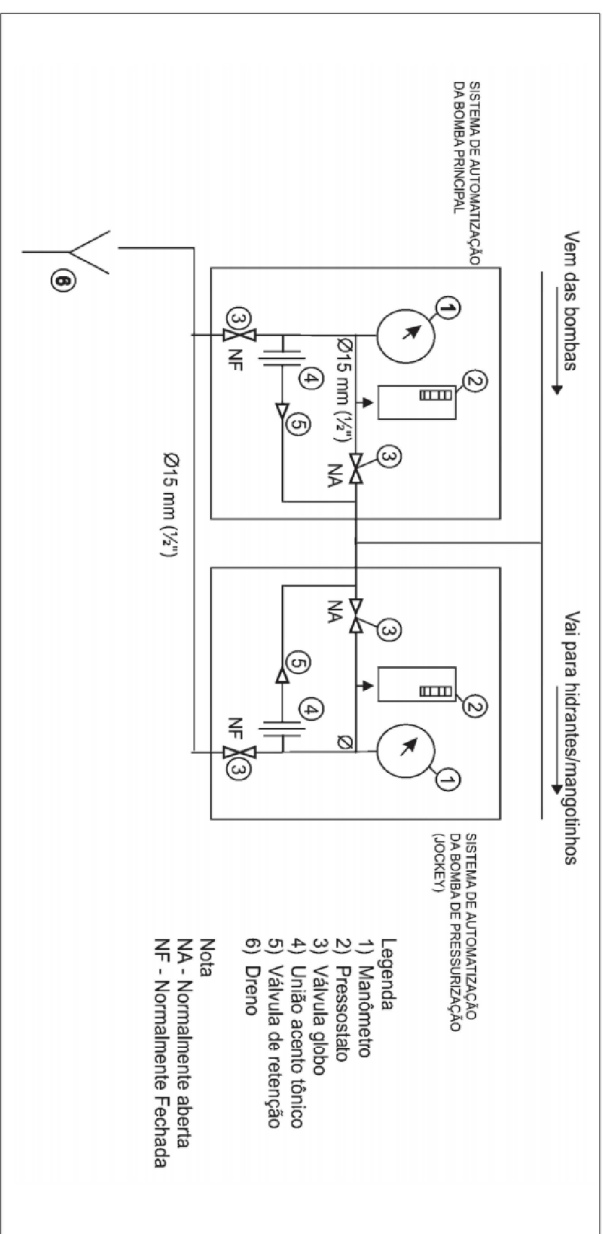 Vem das bombas
Vai para hidrantes/mangotinhos
SISTEMA DE AUTOMATIZAÇÃO
DA BOMBA PRINCIPAL
1
2
3
Ø15 mm (½")
NA
4
5
3
NF
3
NA
2
1
Ø
5
4
NF
3
SISTEMA DE AUTOMATIZAÇÃO
DA BOMBA DE PRESSURIZAÇÃO
(JOCKEY)
Ø15 mm (½")
6
Legenda
1) Manômetro
2) Pressostato
3) Válvula globo
4) União acento tônico
5) Válvula de retenção
6) Dreno
Nota
NA - Normalmente aberta
NF - Normalmente Fechada